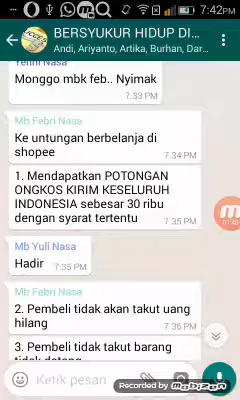 7:42PM
BERSYUKUR HIDUP DI...
Andi, Ariyanto, Artika, Burhan, Dar...
Yenni Nasa
Monggo mbk feb.. Nyimak
7.33 PM
Mb Febri Nasa
Ke untungan berbelanja di
shopee
7.34 PM
1. Mendapatkan POTONGAN
ONGKOS KIRIM KESELURUH
INDONESIA sebesar 30 ribu
dengan syarat tertentu
7.35 PM
Mb Yuli Nasa
Hadir
7.35 PM
Mb Febri Nasa
2. Pembeli tidak akan takut uang
hilang
7.36 PM
3. Pembeli tidak takut barang
tidak datang
Ketik pesan
Recorded by Mobizen